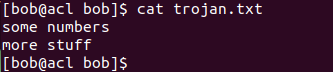 [bob@acl bob]$ cat trojan.txt
some numbers
more stuff
[bob@acl bob]$